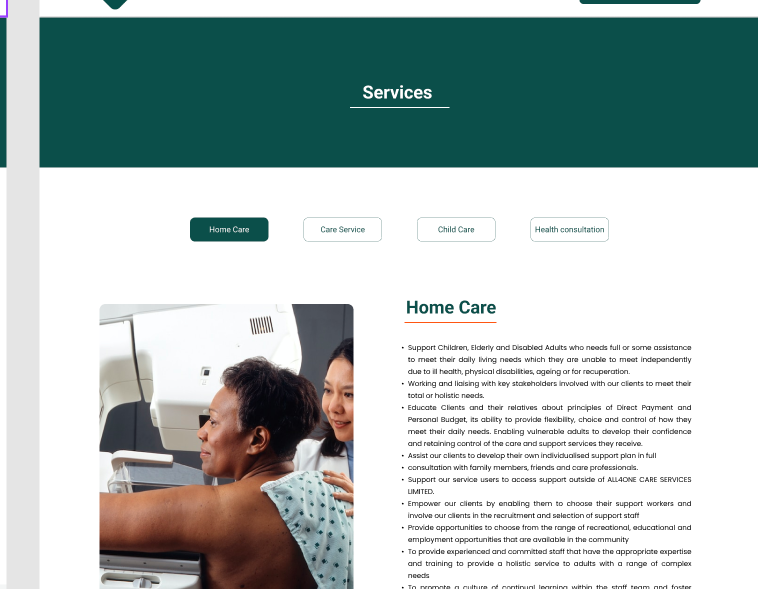 Services
Home Care
Care Service
Child Care
Health consultation
Home Care
• Support Children, Elderly and Disabled Adults who needs full or some assistance
to meet their daily living needs which they are unable to meet independently
due to ill health, physical disabilities, ageing or for recuperation.
• Working and liaising with key stakeholders involved with our clients to meet their
total or holistic needs.
• Educate Clients and their relatives about principles of Direct Payment and
Personal Budget, its ability to provide flexibility, choice and control of how they
meet their daily needs. Enabling vulnerable adults to develop their confidence
and retaining control of the care and support services they receive.
• Assist our clients to develop their own individualised support plan in full
• consultation with family members, friends and care professionals.
• Support our service users to access support outside of ALL4ONE CARE SERVICES
LIMITED.
• Empower our clients by enabling them to choose their support workers and
involve our clients in the recruitment and selection of support staff
• Provide opportunities to choose from the range of recreational, educational and
employment opportunities that are available in the community
• To provide experienced and committed staff that have the appropriate expertise
and training to provide a holistic service to adults with a range of complex
needs
• To promote a culture of continual learning within the staff team and foster